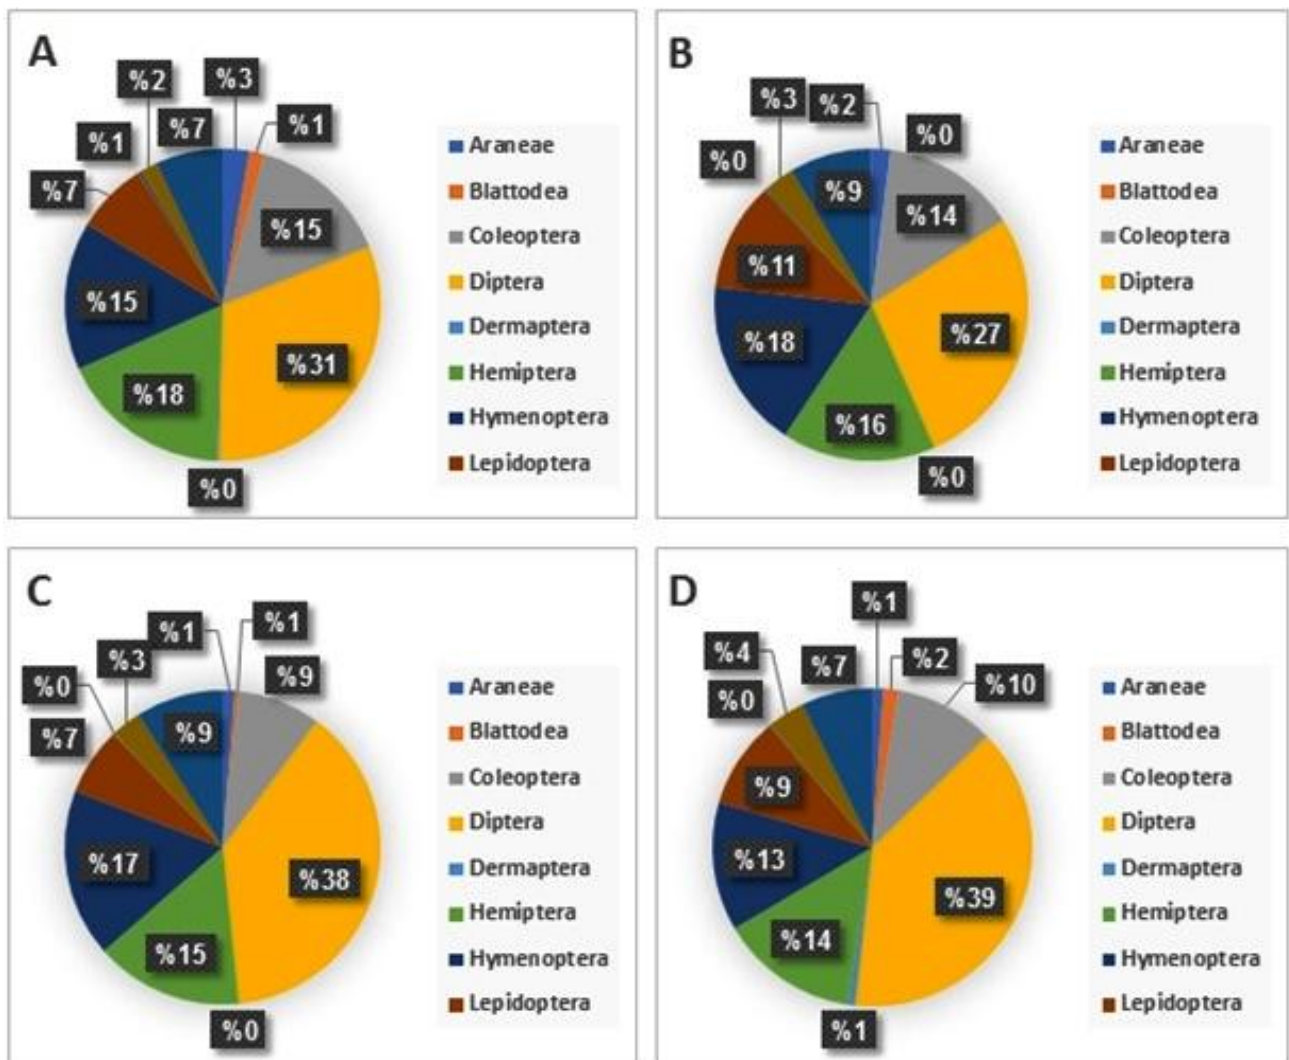 A
%2
%3
%7
%1
%1
%7
%15
%15
%31
%18
%0
Araneae
Blattodea
Coleoptera
Diptera
Dermaptera
Hemiptera
Hymenoptera
Lepidoptera
B
%3
%2
%0
%0
%9
%14
%11
%18
%27
%16
%0
Araneae
Blattodea
Coleoptera
Diptera
Dermaptera
Hemiptera
Hymenoptera
Lepidoptera
C
%1
%1
%3
%9
%0
%7
%9
%17
%38
%15
%0
Araneae
Blattodea
Coleoptera
Diptera
Dermaptera
Hemiptera
Hymenoptera
Lepidoptera
D
%1
%4
%7
%2
%0
%10
%9
%13
%39
%14
%1
Araneae
Blattodea
Coleoptera
Diptera
Dermaptera
Hemiptera
Hymenoptera
Lepidoptera